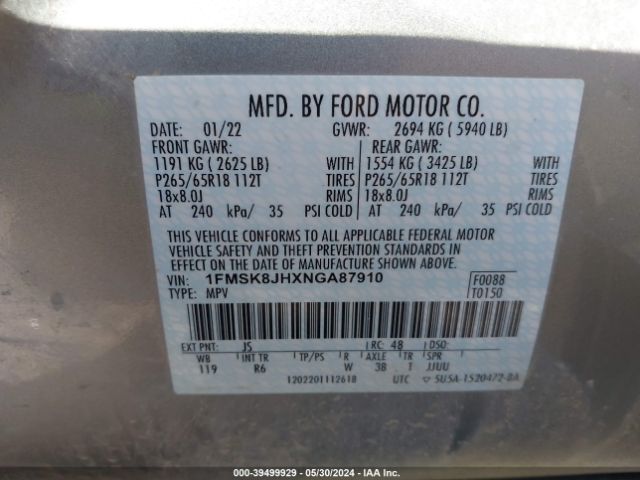 MFD. BY FORD MOTOR CO.
DATE: 01/22 GVWR: 2694 KG ( 5940 LB)
FRONT GAWR: REAR GAWR:
1191 KG ( 2625 LB) WITH 1554 KG ( 3425 LB) WITH
P265/65R18 112T TIRES P265/65R18 112T TIRES
18x8.0J RIMS 18x8.0J RIMS
AT 240 kPa/ 35 PSI COLD AT 240 kPa/ 35 PSI COLD
THIS VEHICLE CONFORMS TO ALL APPLICABLE FEDERAL MOTOR
VEHICLE SAFETY AND THEFT PREVENTION STANDARDS IN
EFFECT ON THE DATE OF MANUFACTURE SHOWN ABOVE.
VIN: 1FMSK8JHXNGA87910 F0088
TYPE: MPV T0150
EXT PNT: JS RC: 48 DSO:
WB INT TR TP/PS R AXLE TR SPR
119 R6 W 38 T JJUU
1202201112618 UTC ▽ 5U5A-1520472-BA
000-39499929 - 05/30/2024 - IAA Inc.